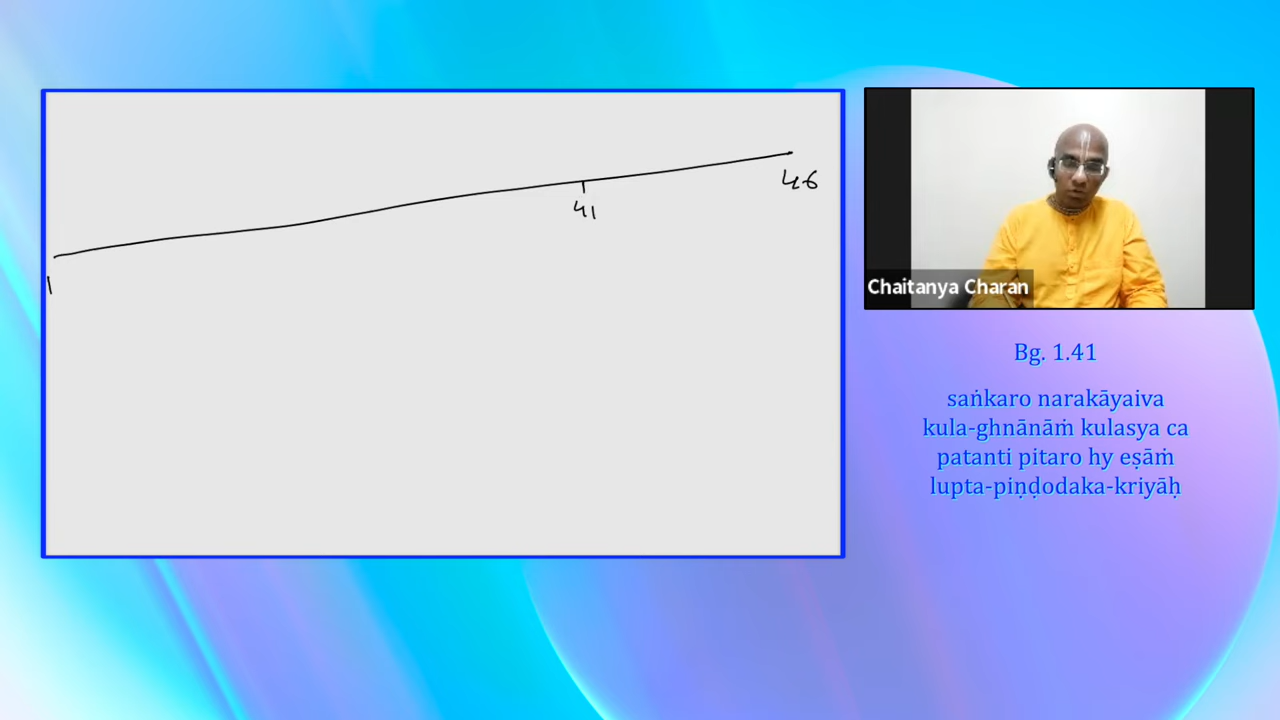 1
41
46
Chaitanya Charan
Bg. 1.41
saṅkaro narakāyaiva
kula-ghnānāṁ kulasya ca
patanti pitaro hy eṣāṁ
lupta-piṇḍodaka-kriyāḥ